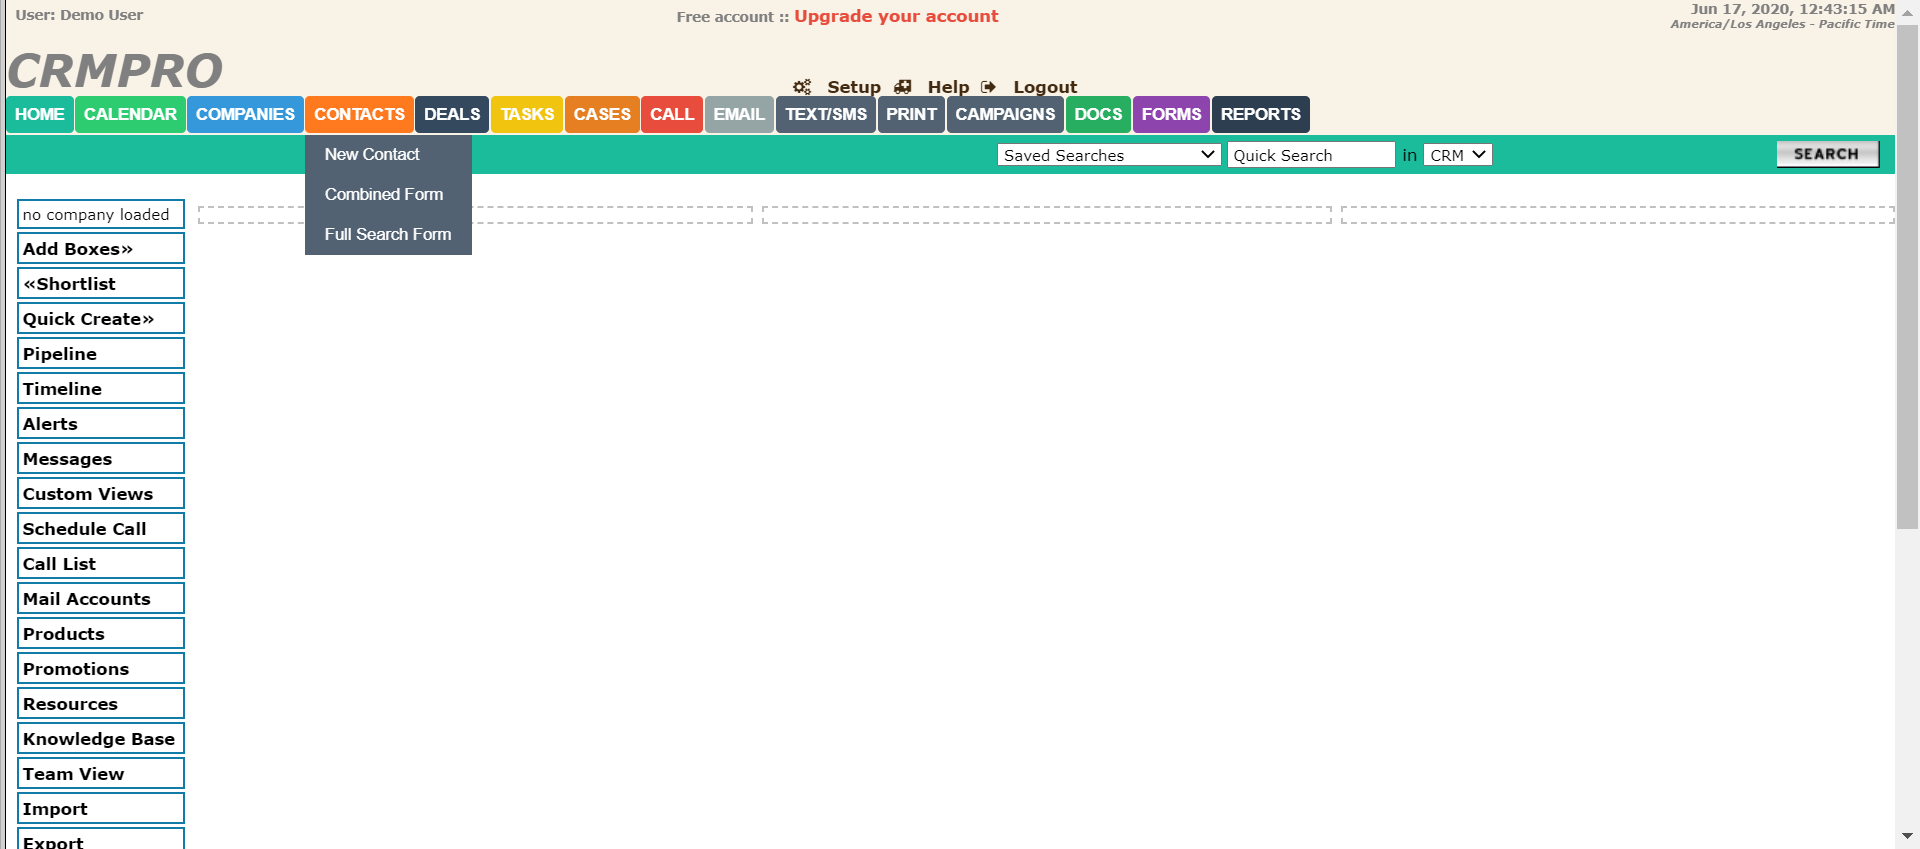 User: Demo User
Free account :: Upgrade your account
Jun 17, 2020, 12:43:15 AM
America/Los Angeles - Pacific Time
CRMPRO
Setup Help Logout
HOME CALENDAR COMPANIES CONTACTS DEALS TASKS CASES CALL EMAIL TEXT/SMS PRINT CAMPAIGNS DOCS FORMS REPORTS
New Contact
Combined Form
Full Search Form
Saved Searches Quick Search in CRM SEARCH
no company loaded
Add Boxes»
«Shortlist
Quick Create»
Pipeline
Timeline
Alerts
Messages
Custom Views
Schedule Call
Call List
Mail Accounts
Products
Promotions
Resources
Knowledge Base
Team View
Import
Export